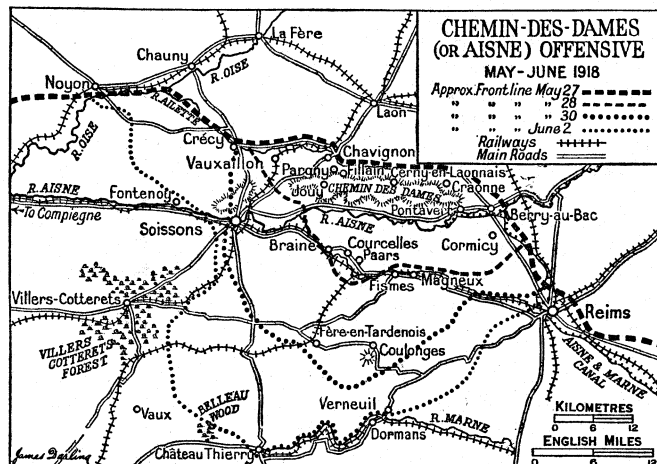 CHEMIN-DES-DAMES
(OR AISNE) OFFENSIVE
MAY-JUNE 1918
Approx. Frontline May 27
" " " 28
" " " 30
" " June 2
Railways
Main Roads
La Fère
Chauny
R. OISE
Noyon
R. AILETTE
Laon
R. OISE
Crécy
Chavignon
Vauxaillon
Pargny
Filain
Cerny-en-Laonnais
Jouy
CHEMIN DES DAMES
Craonne
Fontenoy
R. AISNE
Pontavert
Berry-au-Bac
To Compiegne
R. AISNE
Soissons
Braine
Courcelles
Cormicy
Paars
Fismes
Magneux
Villers-Cotterets
Reims
VILLERS
COTTERETS
FOREST
Fère-en-Tardenois
Coulonges
AISNE & MARNE
CANAL
BELLEAU
WOOD
Vaux
Verneuil
R. MARNE
Dormans
Château Thierry
KILOMETRES
0 6 12
ENGLISH MILES
0 6 12
James Darling